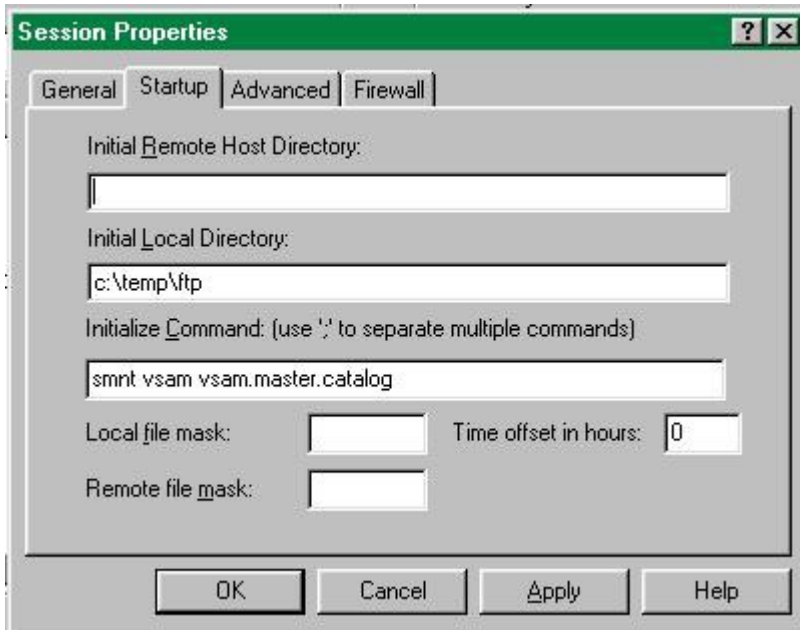 Session Properties
General Startup Advanced Firewall
Initial Remote Host Directory:
Initial Local Directory:
c:\temp\ftp
Initialize Command: (use ';' to separate multiple commands)
smnt vsam vsam.master.catalog
Local file mask: Time offset in hours: 0
Remote file mask:
OK Cancel Apply Help